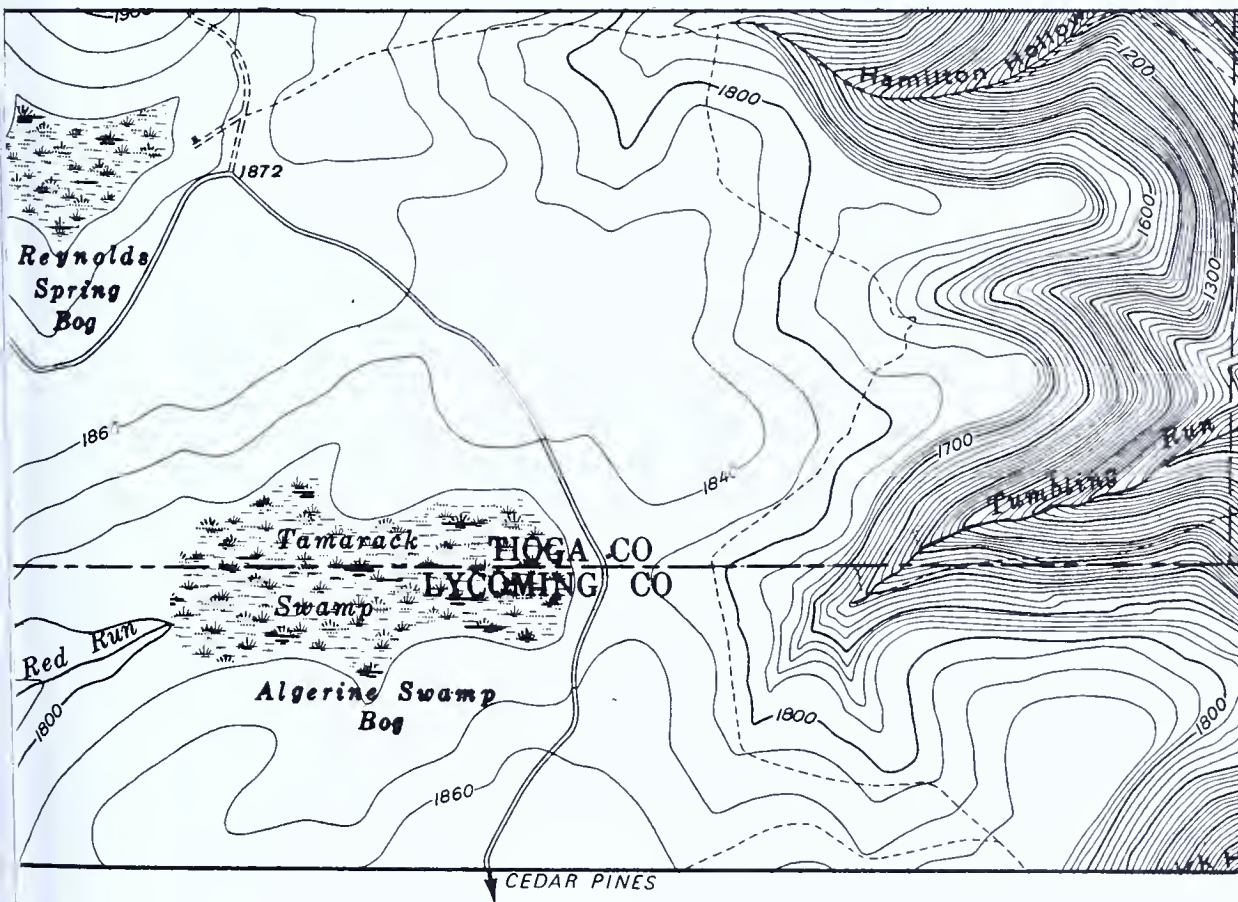 1900
Hamilton Hollow
1200
1800
1872
1600
Reynolds
Spring
Bog
1300
1700
Run
Tumbling
1840
Tamarack
TIOGA CO
LYCOMING CO
Swamp
Red Run
Algerine Swamp
Bog
1800
1800
1800
1860
CEDAR PINES